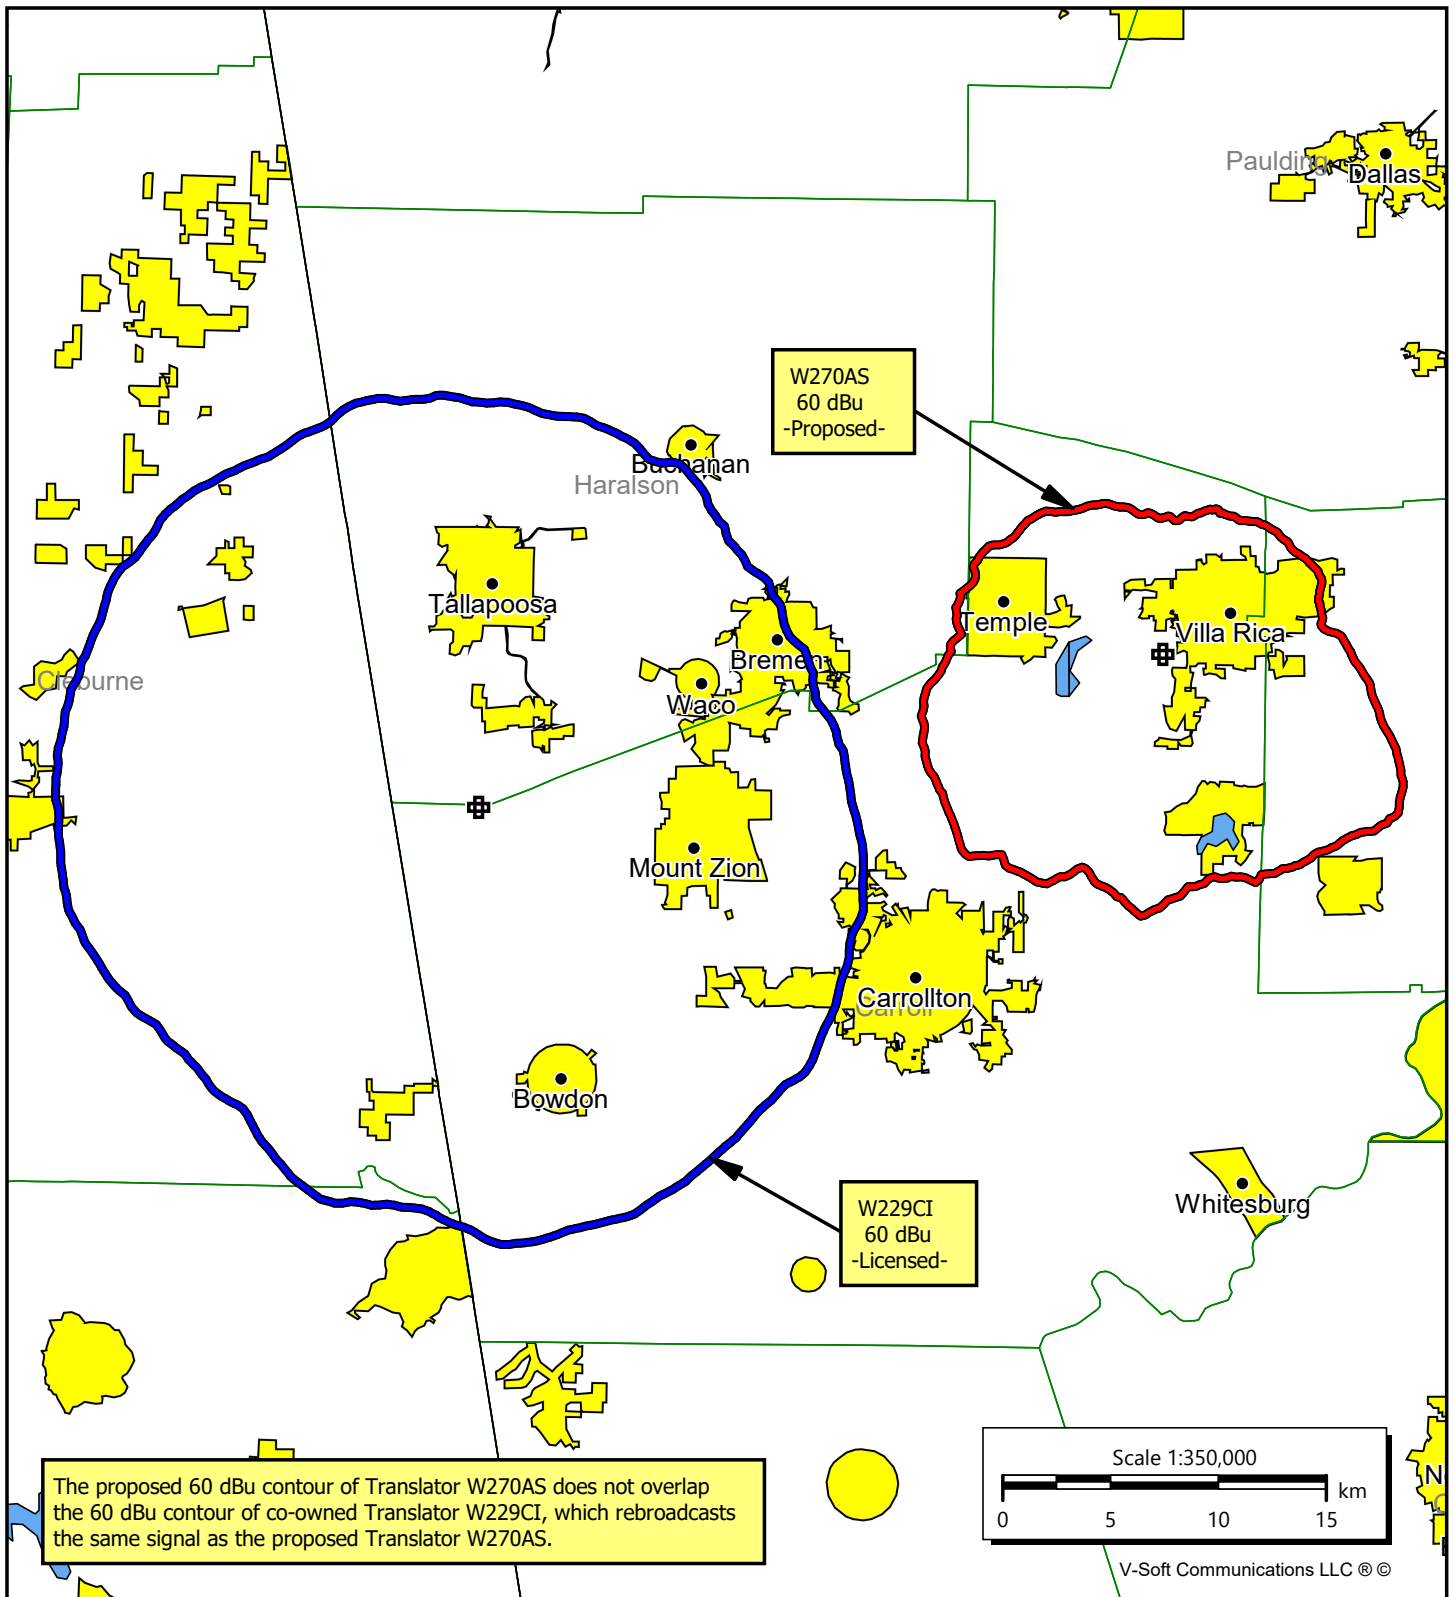 Paulding
Dallas
W270AS
60 dBu
-Proposed-
Buchanan
Haralson
Tallapoosa
Temple
Villa Rica
Bremen
Cleburne
Waco
Mount Zion
Carrollton
Carroll
Bowdon
Whitesburg
W229CI
60 dBu
-Licensed-
Scale 1:350,000
km
0 5 10 15
The proposed 60 dBu contour of Translator W270AS does not overlap
the 60 dBu contour of co-owned Translator W229CI, which rebroadcasts
the same signal as the proposed Translator W270AS.
V-Soft Communications LLC ® ©